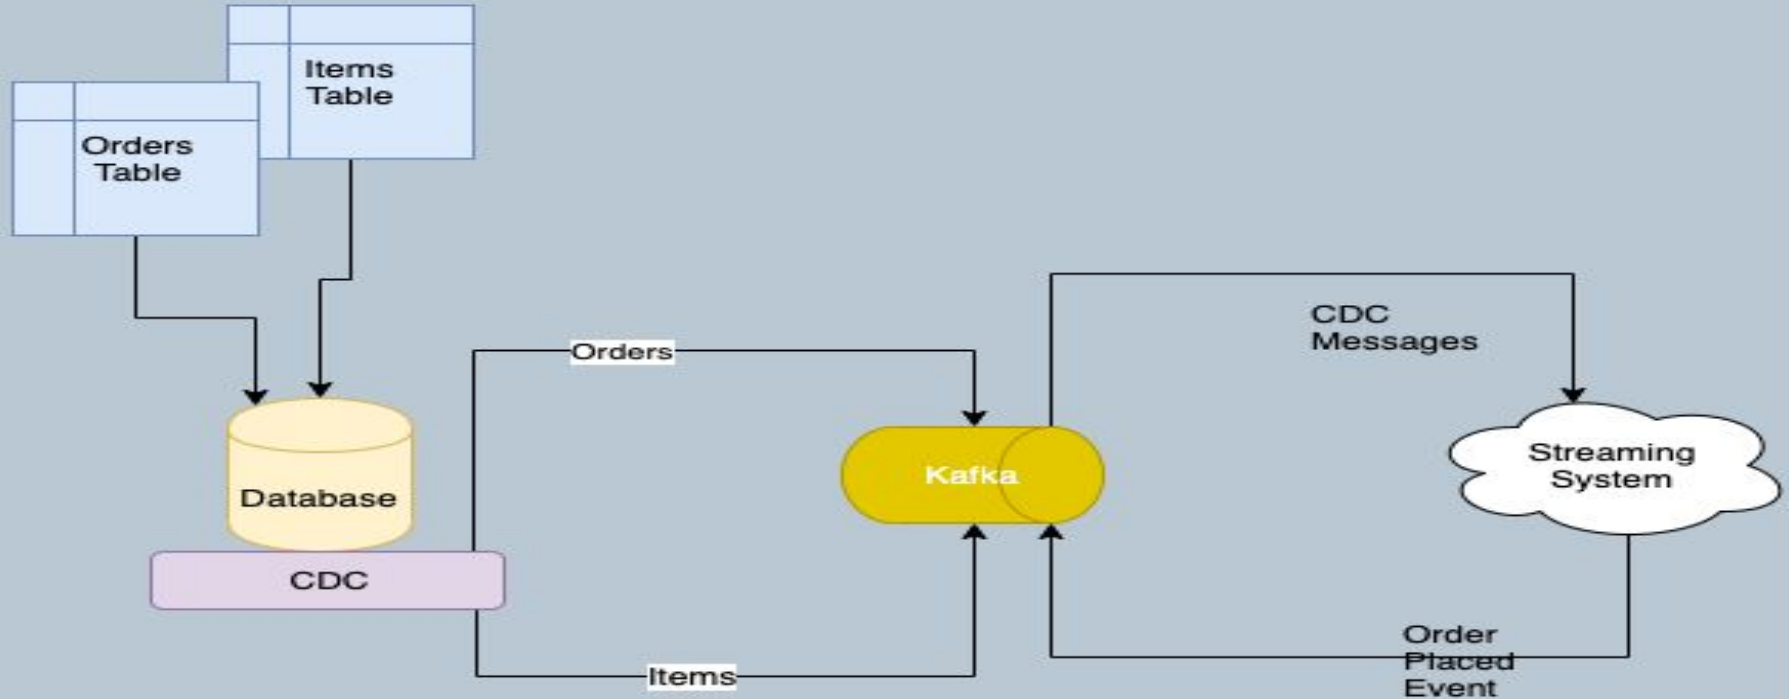 Items
Table
Orders
Table
Orders
CDC
Messages
Database
Kafka
Streaming
System
CDC
Items
Order
Placed
Event